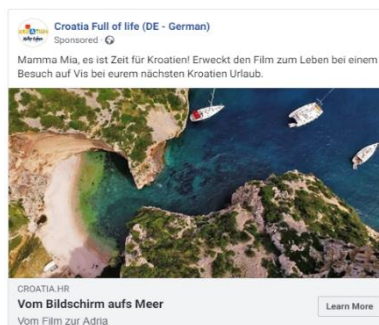 Croatia Full of life (DE - German)
Sponsored ·
Mamma Mia, es ist Zeit für Kroatien! Erweckt den Film zum Leben bei einem
Besuch auf Vis bei eurem nächsten Kroatien Urlaub.
CROATIA.HR
Vom Bildschirm aufs Meer
Learn More
Vom Film zur Adria